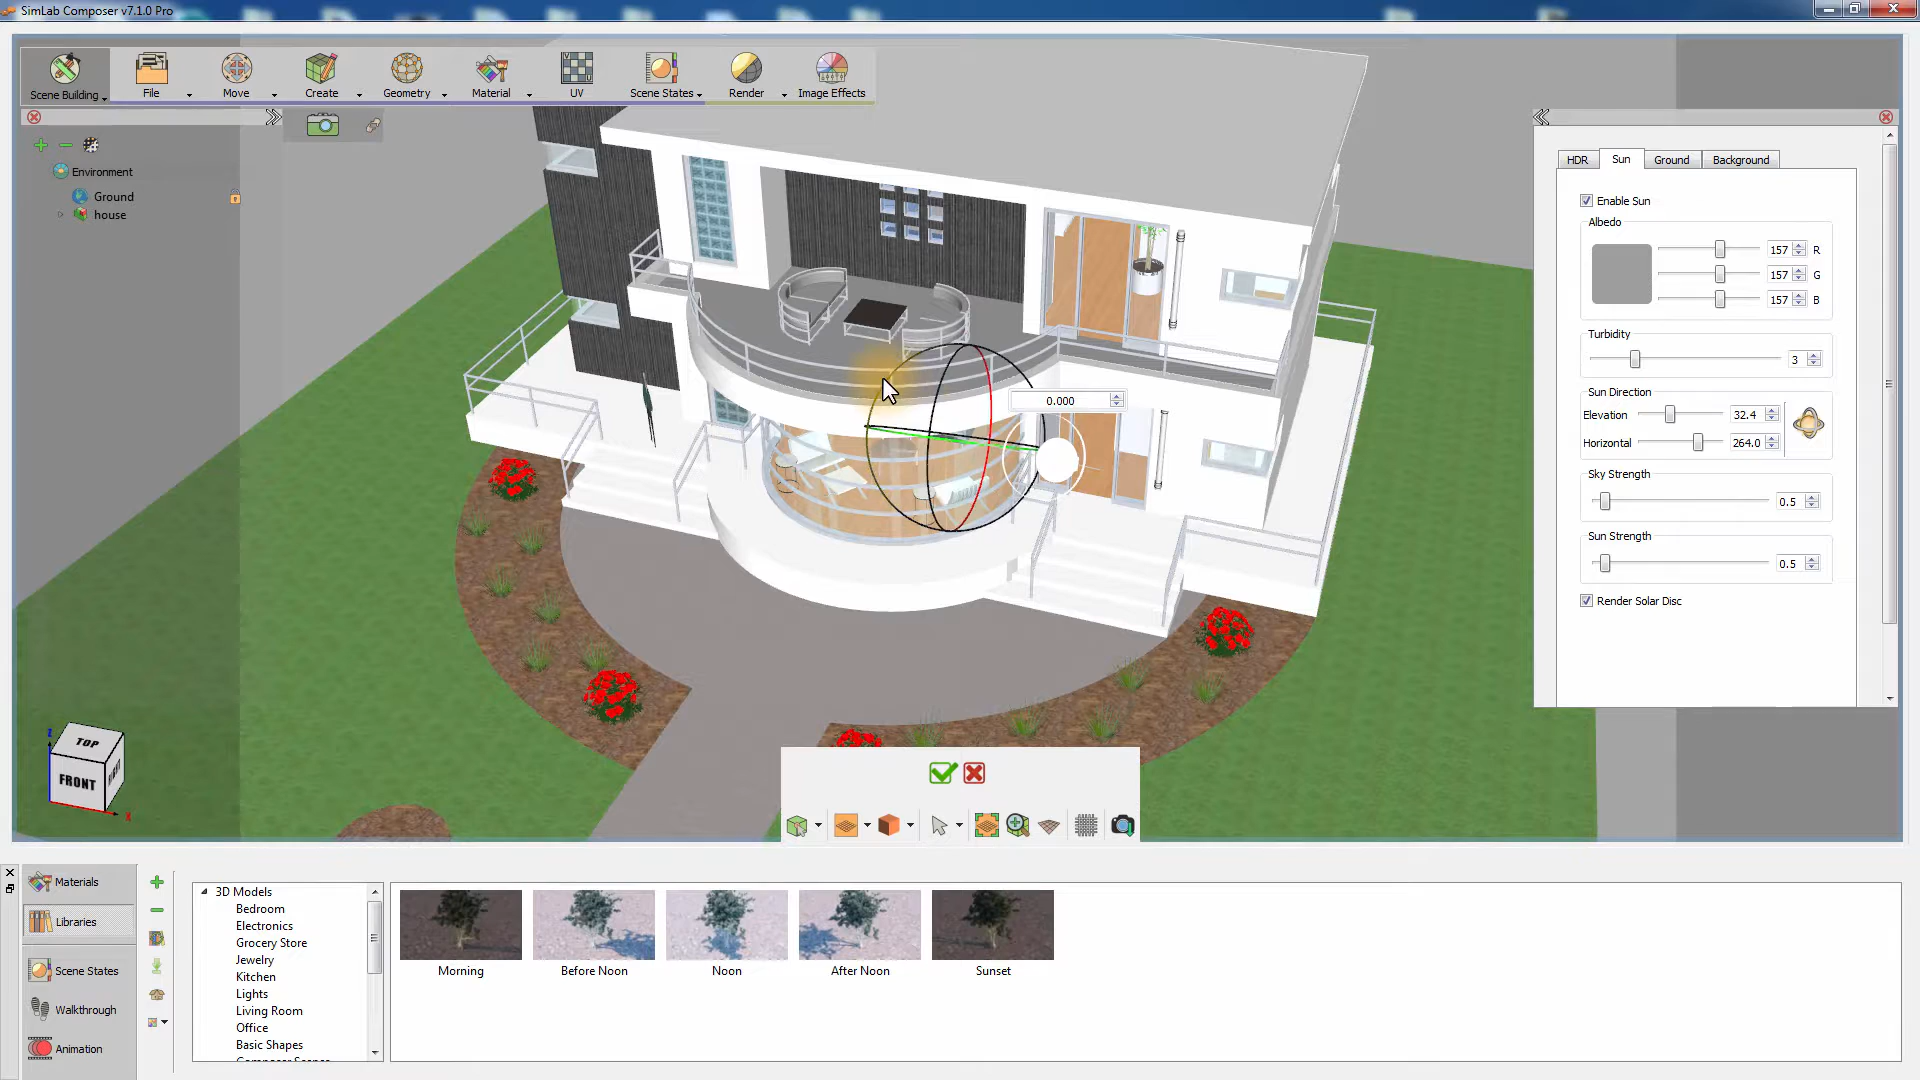 SimLab Composer v7.1.0 Pro
Scene Building
File
Move
Create
Geometry
Material
UV
Scene States
Render
Image Effects
Environment
Ground
house
HDR
Sun
Ground
Background
Enable Sun
Albedo
157 R
157 G
157 B
Turbidity
3
Sun Direction
Elevation 32.4
Horizontal 264.0
Sky Strength
0.5
Sun Strength
0.5
Render Solar Disc
0.000
TOP
FRONT
RIGHT
Z
X
Materials
Libraries
Scene States
Walkthrough
Animation
3D Models
Bedroom
Electronics
Grocery Store
Jewelry
Kitchen
Lights
Living Room
Office
Basic Shapes
Composer Scenes
Morning
Before Noon
Noon
After Noon
Sunset